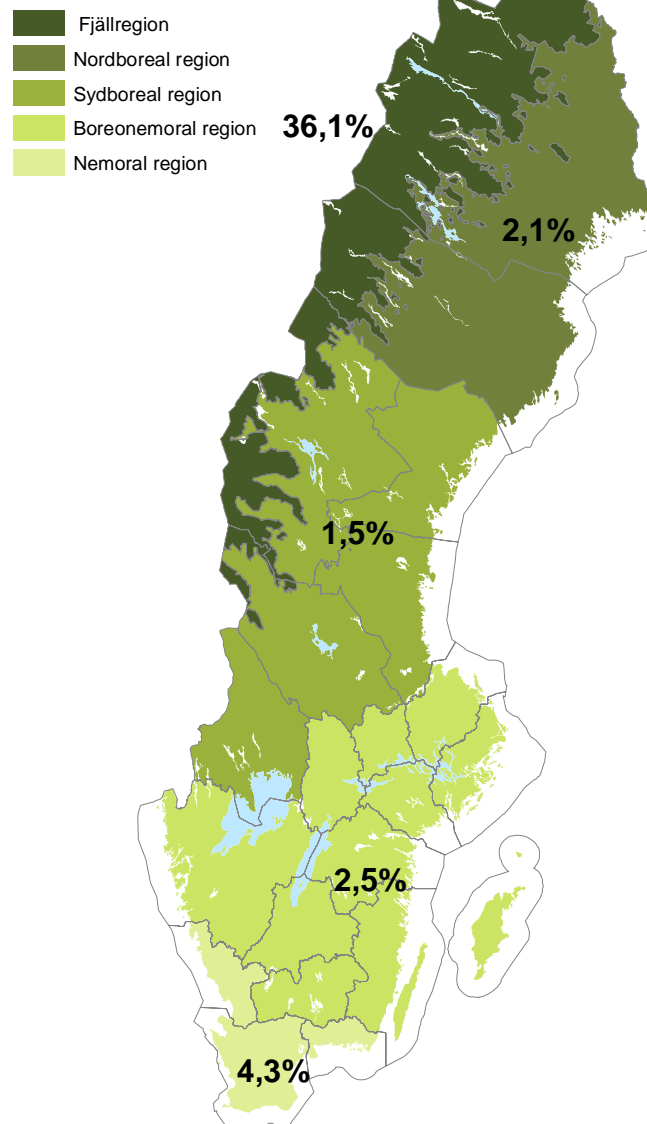 Fjällregion
Nordboreal region
Sydboreal region
Boreonemoral region
Nemoral region
36,1%
2,1%
1,5%
2,5%
4,3%